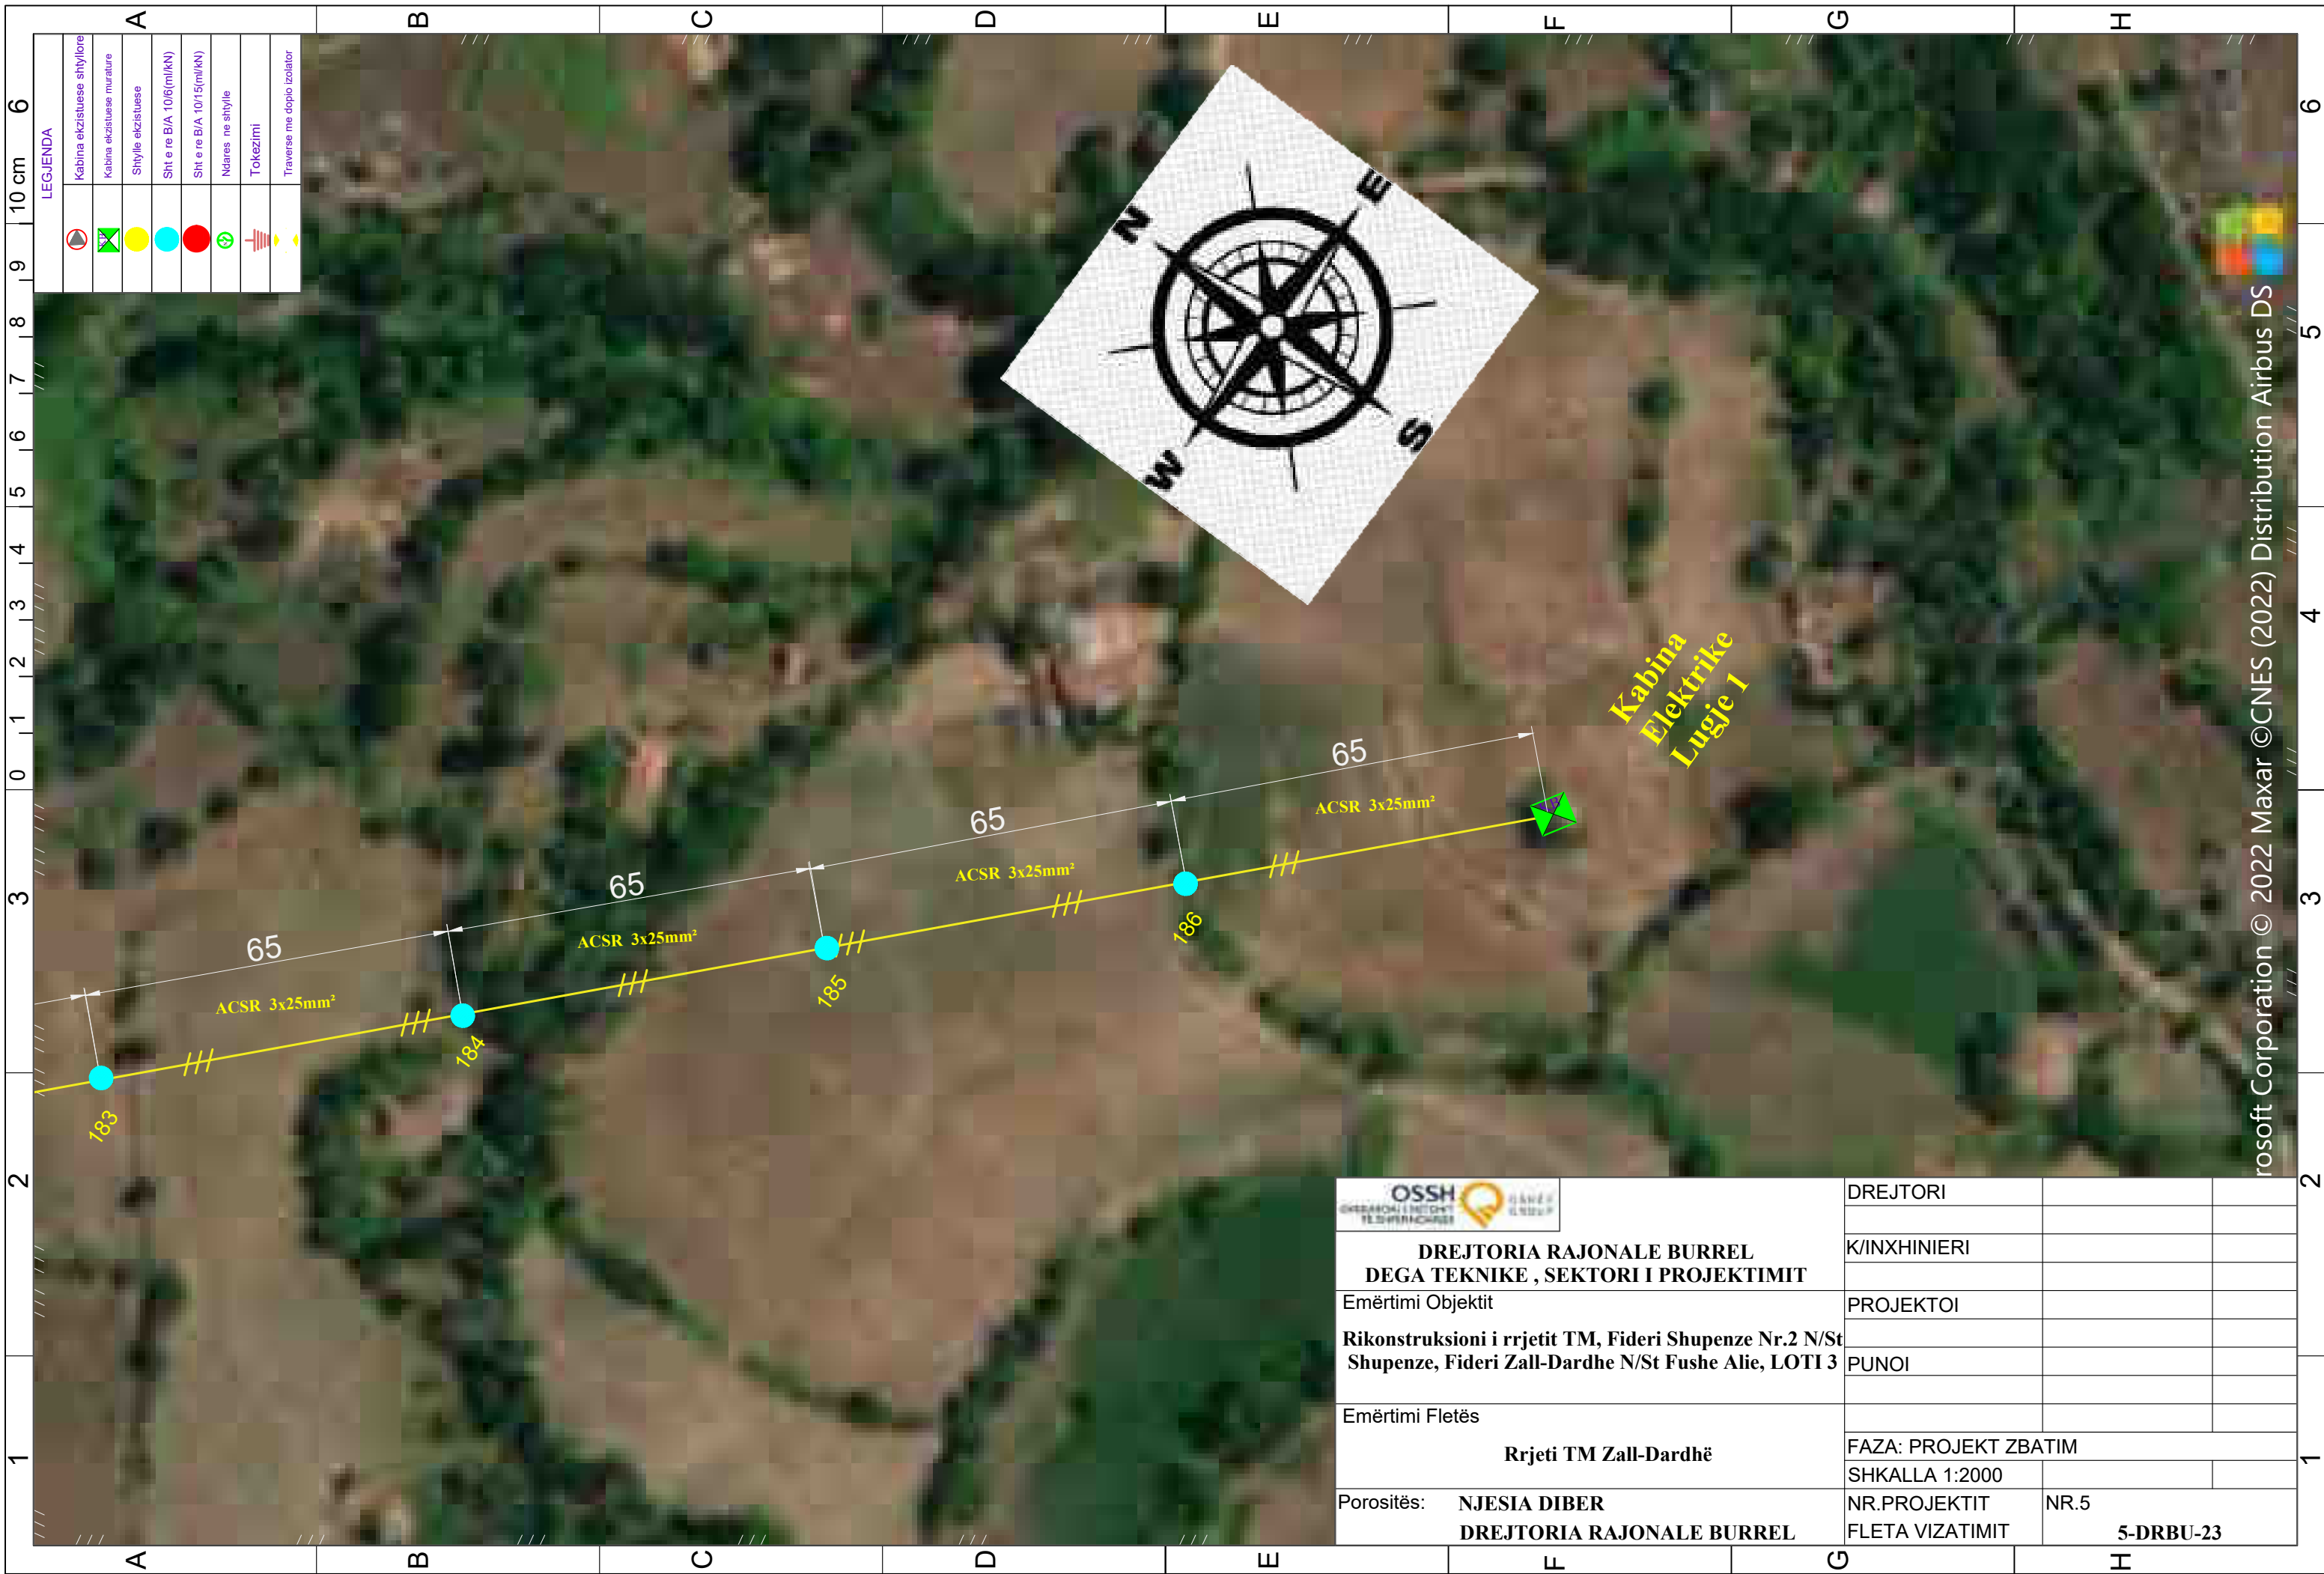 A B C D E F G H
6 5 4 3 2 1
10 cm 9 8 7 6 5 4 3 2 1 0
LEGJENDA
Kabina ekzistuese shtyllore
Kabina ekzistuese murature
Shtylle ekzistuese
Sht e re B/A 10/6(ml/kN)
Sht e re B/A 10/15(ml/kN)
Ndares ne shtylle
Tokezimi
Traverse me dopio izolator
N
E
S
W
Kabina
Elektrike
Lugje 1
65
ACSR 3x25mm²
65
ACSR 3x25mm²
65
ACSR 3x25mm²
65
ACSR 3x25mm²
183
184
185
186
rosoft Corporation © 2022 Maxar ©CNES (2022) Distribution Airbus DS
OSSH
DREJTORIA RAJONALE BURREL
DEGA TEKNIKE , SEKTORI I PROJEKTIMIT
Emërtimi Objektit
Rikonstruksioni i rrjetit TM, Fideri Shupenze Nr.2 N/St
Shupenze, Fideri Zall-Dardhe N/St Fushe Alie, LOTI 3
Emërtimi Fletës
Rrjeti TM Zall-Dardhë
Porositës: NJESIA DIBER
DREJTORIA RAJONALE BURREL
DREJTORI
K/INXHINIERI
PROJEKTOI
PUNOI
FAZA: PROJEKT ZBATIM
SHKALLA 1:2000
NR.PROJEKTIT NR.5
FLETA VIZATIMIT 5-DRBU-23
6 5 4 3 2 1
A B C D E F G H